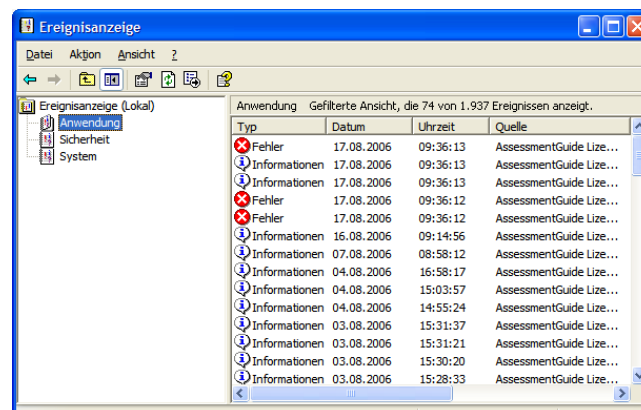 Ereignisanzeige
Datei Aktion Ansicht ?
Ereignisanzeige (Lokal)
Anwendung
Sicherheit
System
Anwendung Gefilterte Ansicht, die 74 von 1.937 Ereignissen anzeigt.
Typ Datum Uhrzeit Quelle
Fehler 17.08.2006 09:36:13 AssessmentGuide Lize...
Informationen 17.08.2006 09:36:13 AssessmentGuide Lize...
Informationen 17.08.2006 09:36:13 AssessmentGuide Lize...
Fehler 17.08.2006 09:36:12 AssessmentGuide Lize...
Fehler 17.08.2006 09:36:12 AssessmentGuide Lize...
Informationen 16.08.2006 09:14:56 AssessmentGuide Lize...
Informationen 07.08.2006 08:58:12 AssessmentGuide Lize...
Informationen 04.08.2006 16:58:17 AssessmentGuide Lize...
Informationen 04.08.2006 15:03:57 AssessmentGuide Lize...
Informationen 04.08.2006 14:55:24 AssessmentGuide Lize...
Informationen 03.08.2006 15:31:37 AssessmentGuide Lize...
Informationen 03.08.2006 15:31:21 AssessmentGuide Lize...
Informationen 03.08.2006 15:30:20 AssessmentGuide Lize...
Informationen 03.08.2006 15:28:33 AssessmentGuide Lize...